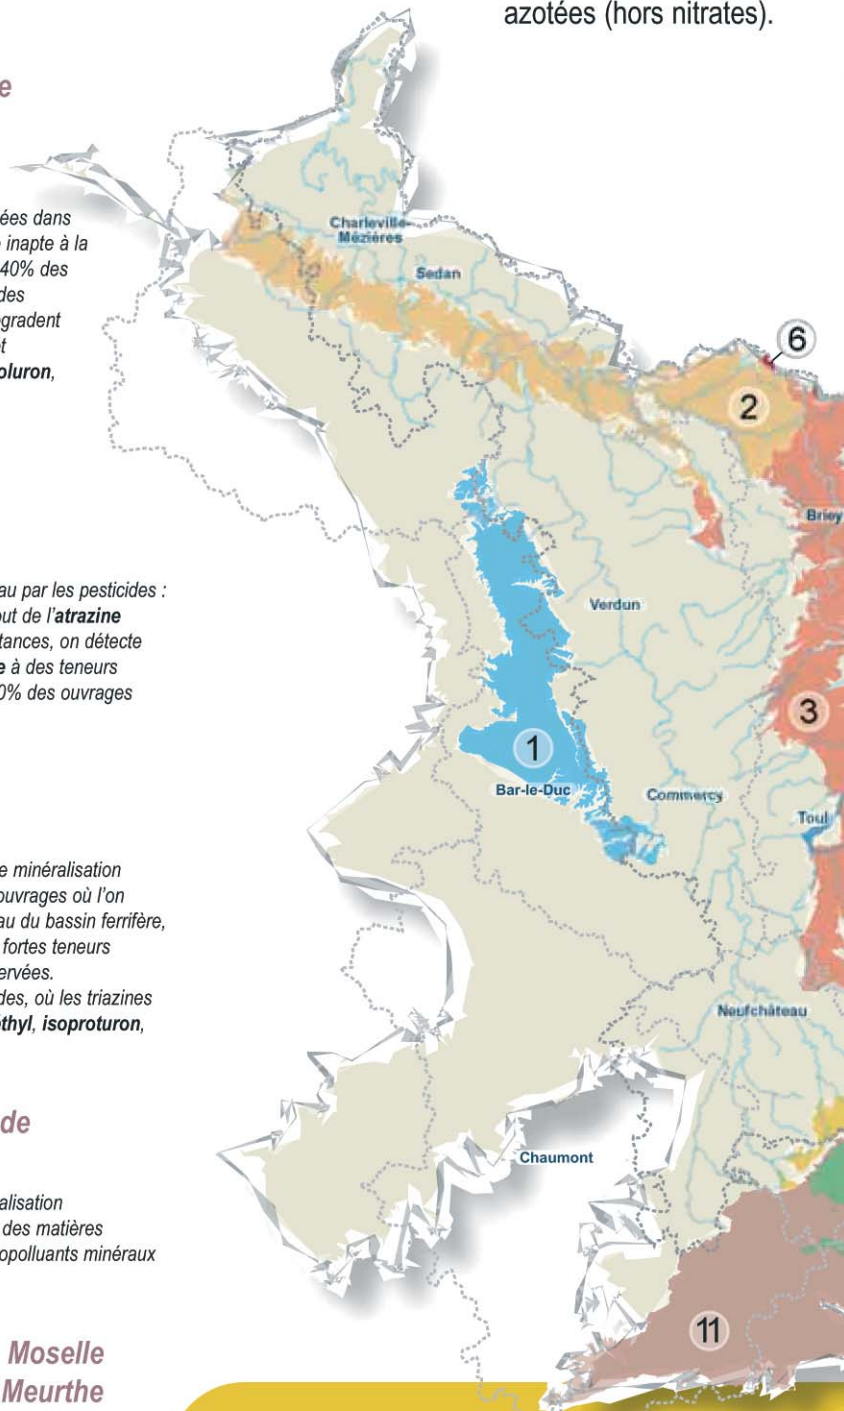 azotées (hors nitrates).
e
ées dans
inapte à la
40% des
des
gradent
t
oluron,
au par les pesticides :
out de l'atrazine
tances, on détecte
e à des teneurs
0% des ouvrages
e minéralisation
ouvrages où l'on
au du bassin ferrifère,
fortes teneurs
ervées.
des, où les triazines
éthyl, isoproturon,
de
alisation
des matières
opolluants minéraux
Moselle
Meurthe
Charleville-
Mézières
Sedan
6
2
Briey
Verdun
3
1
Bar-le-Duc
Commercy
Toul
Neufchâteau
Chaumont
11